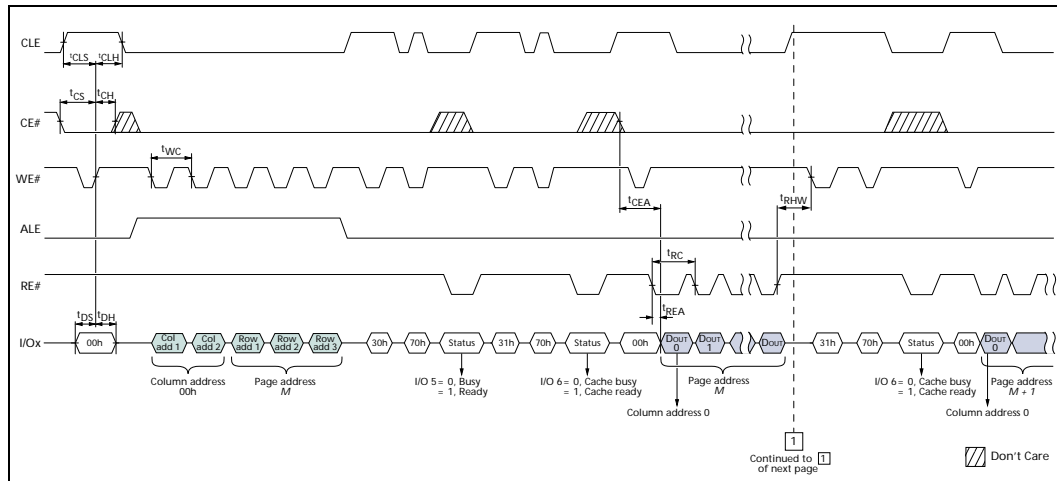 CLE
tCLS
tCLH
tCS
tCH
CE#
tWC
WE#
tCEA
tRHW
ALE
tRC
RE#
tREA
tDS
tDH
I/Ox
00h
Col add 1
Col add 2
Row add 1
Row add 2
Row add 3
30h
70h
Status
31h
70h
Status
00h
DOUT 0
DOUT 1
DOUT
31h
70h
Status
00h
DOUT 0
Column address
00h
Page address
M
I/O 5 = 0, Busy
= 1, Ready
I/O 6 = 0, Cache busy
= 1, Cache ready
Page address
M
Column address 0
I/O 6 = 0, Cache busy
= 1, Cache ready
Page address
M + 1
Column address 0
1
Continued to 1
of next page
Don't Care